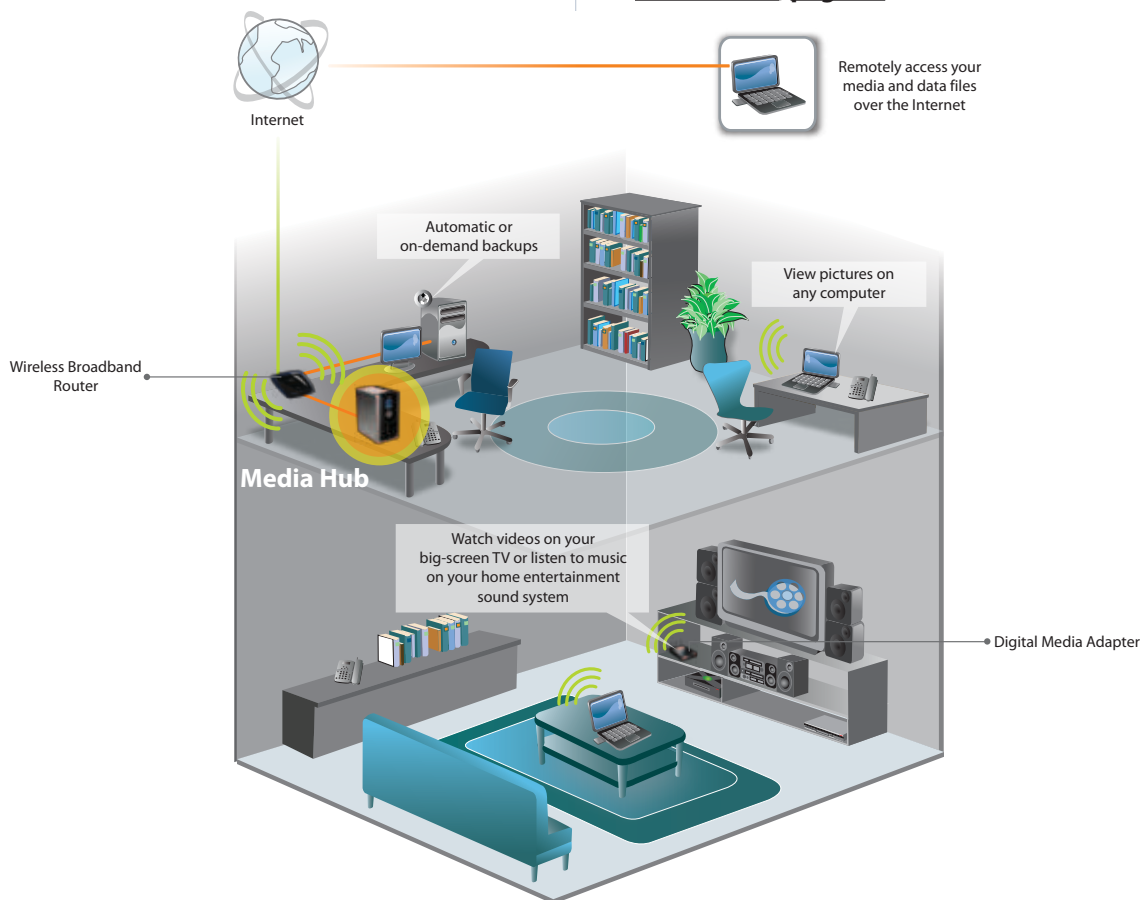 Internet
Remotely access your
media and data files
over the Internet
Automatic or
on-demand backups
View pictures on
any computer
Wireless Broadband
Router
Media Hub
Watch videos on your
big-screen TV or listen to music
on your home entertainment
sound system
Digital Media Adapter